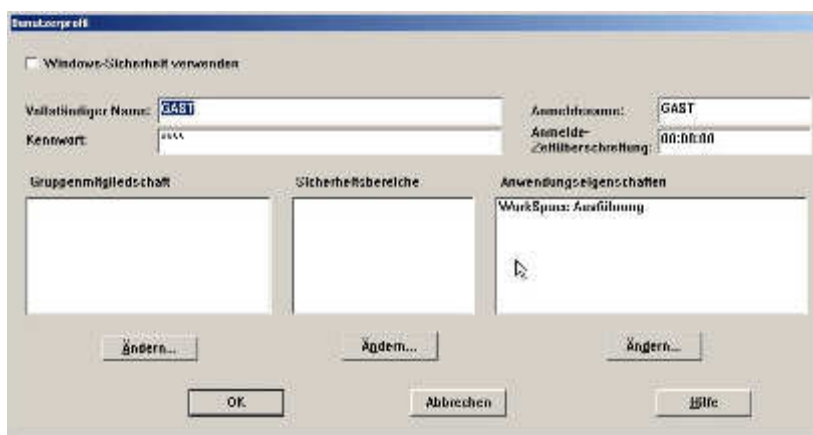 Benutzerprofil
Windows-Sicherheit verwenden
Vollständiger Name: GAST
Anmeldename: GAST
Kennwort: ****
Anmelde-Zeitüberschreitung: 00:00:00
Gruppenmitgliedschaft
Sicherheitsbereiche
Anwendungseigenschaften
WorkSpace Ausführung
Ändern...
Ändern...
Ändern...
OK
Abbrechen
Hilfe